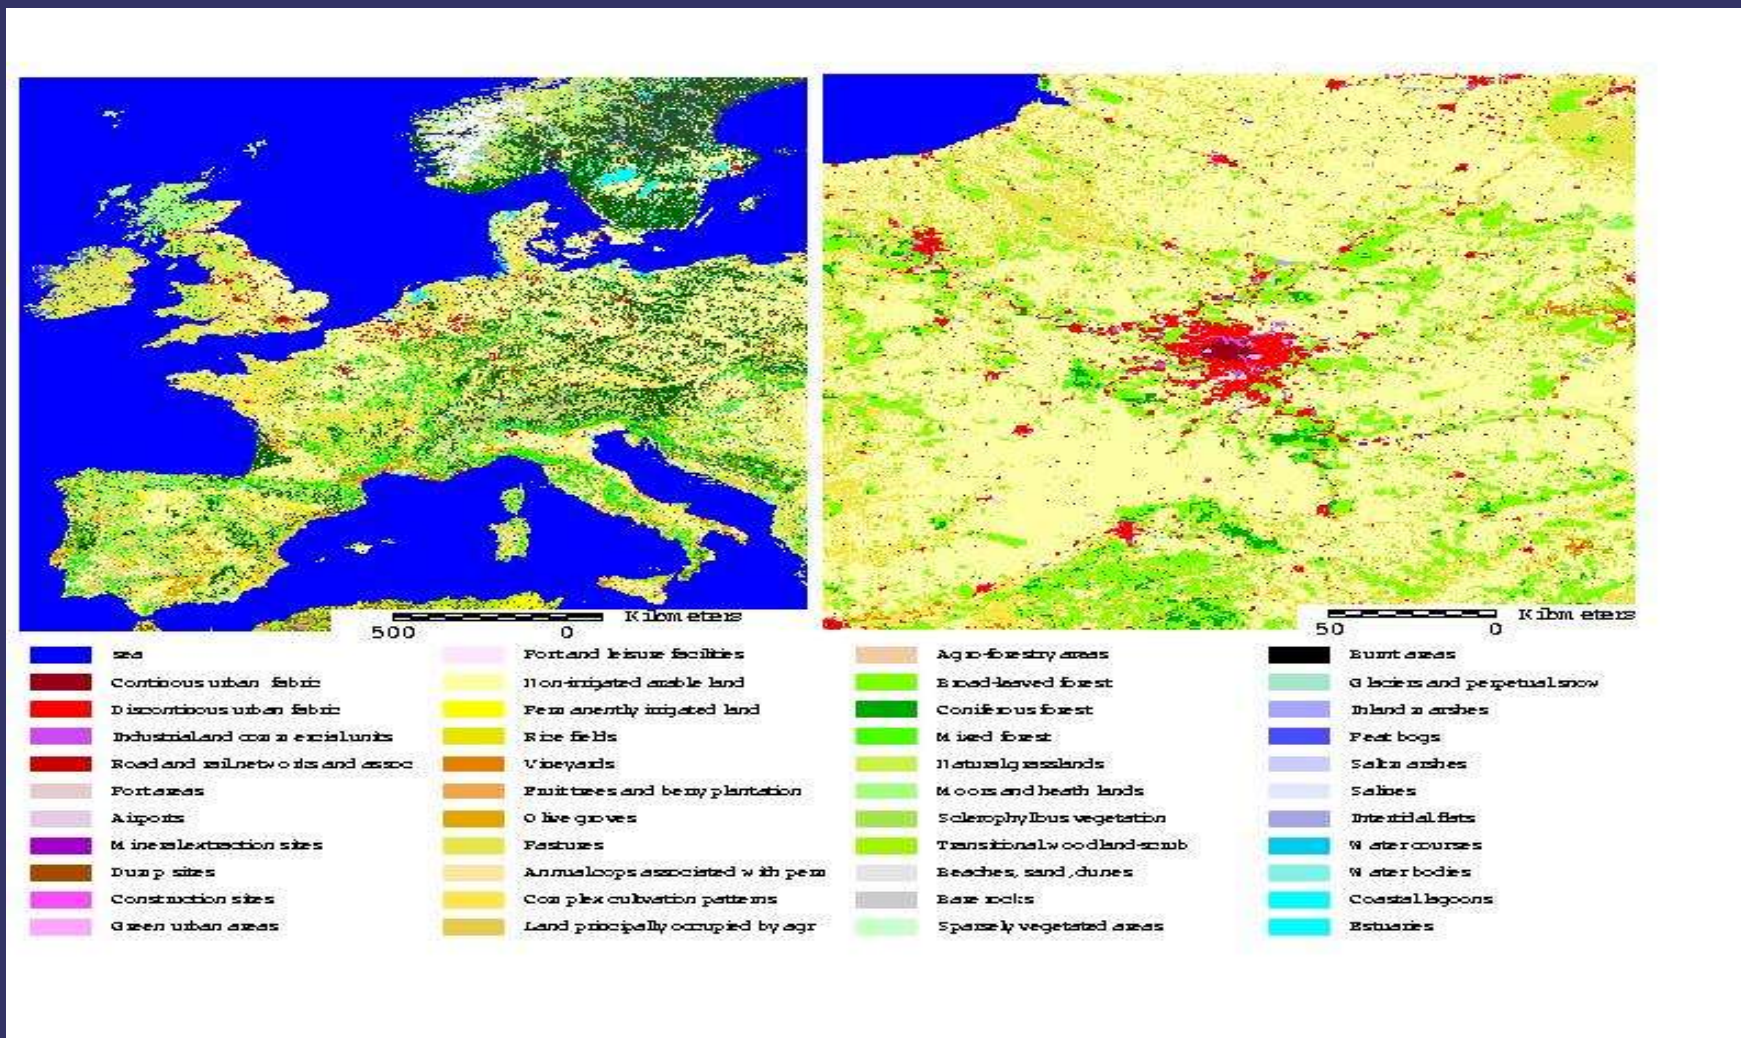 Kilometers
500 0
Kilometers
50 0
sea
Continous urban fabric
Discontinous urban fabric
Industrial and commercial units
Road and rail networks and assoc
Port areas
Airports
Mineral extraction sites
Dump sites
Construction sites
Green urban areas
Port and leisure facilities
Non-irrigated arable land
Permanently irrigated land
Rice fields
Vineyards
Fruit trees and berry plantation
Olive groves
Pastures
Annual crops associated with perm
Complex cultivation patterns
Land principally occupied by agr
Agro-forestry areas
Broad-leaved forest
Coniferous forest
Mixed forest
Natural grasslands
Moors and heath lands
Sclerophyllous vegetation
Transitional woodland-scrub
Beaches, sand, dunes
Bare rocks
Sparsely vegetated areas
Burnt areas
Glaciers and perpetual snow
Inland marshes
Peat bogs
Salt marshes
Salines
Intertidal flats
Water courses
Water bodies
Coastal lagoons
Estuaries